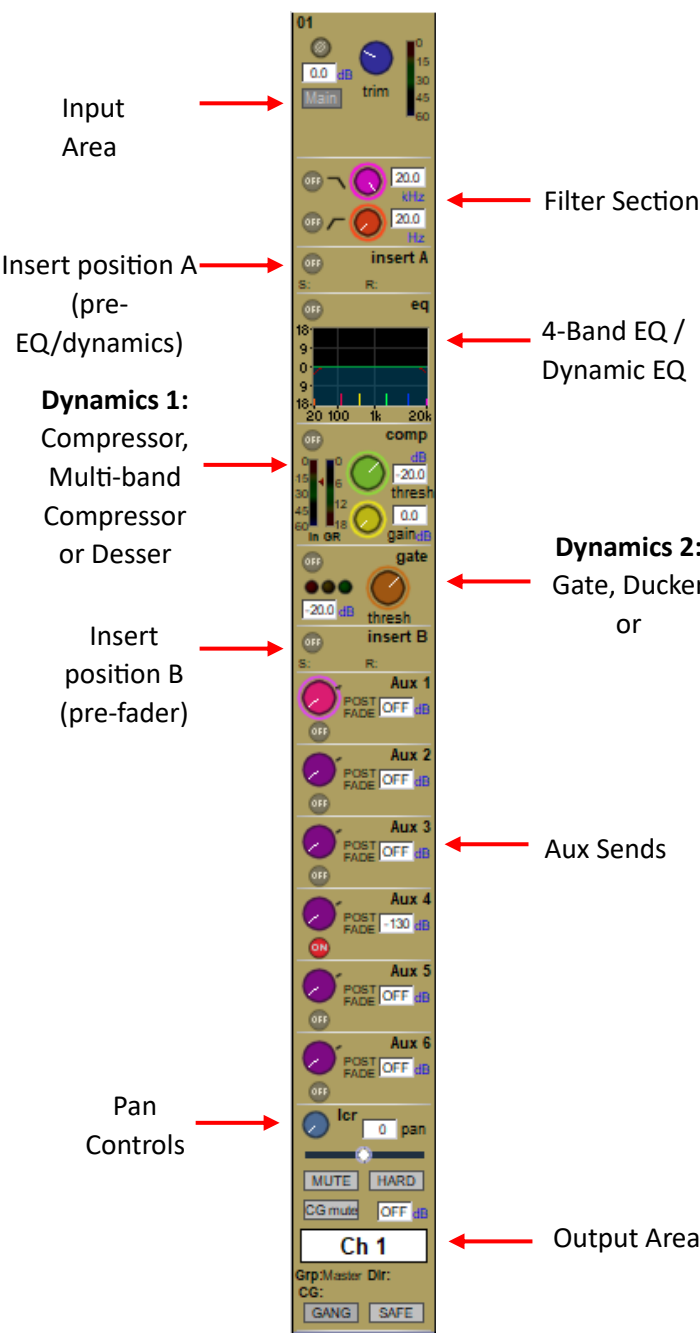 01
0.0 dB
Main
trim
0
15
30
45
60
Input
Area
OFF
20.0
kHz
OFF
20.0
Hz
Filter Section
Insert position A
(pre-
EQ/dynamics)
OFF
insert A
S: R:
OFF
eq
18
9
0
9
18
20 100 1k 20k
4-Band EQ /
Dynamic EQ
Dynamics 1:
Compressor,
Multi-band
Compressor
or Desser
OFF
comp
dB
-20.0
thresh
0.0
gain dB
0
15
30
45
60
0
6
12
18
In GR
OFF
gate
-20.0 dB
thresh
Dynamics 2:
Gate, Ducker
or
Insert
position B
(pre-fader)
OFF
insert B
S: R:
Aux 1
POST
FADE OFF dB
OFF
Aux 2
POST
FADE OFF dB
OFF
Aux 3
POST
FADE OFF dB
OFF
Aux Sends
Aux 4
POST
FADE -130 dB
ON
Aux 5
POST
FADE OFF dB
OFF
Aux 6
POST
FADE OFF dB
OFF
Pan
Controls
lcr
0 pan
MUTE HARD
CG mute OFF dB
Ch 1
Output Area
Grp:Master Dir:
CG:
GANG SAFE